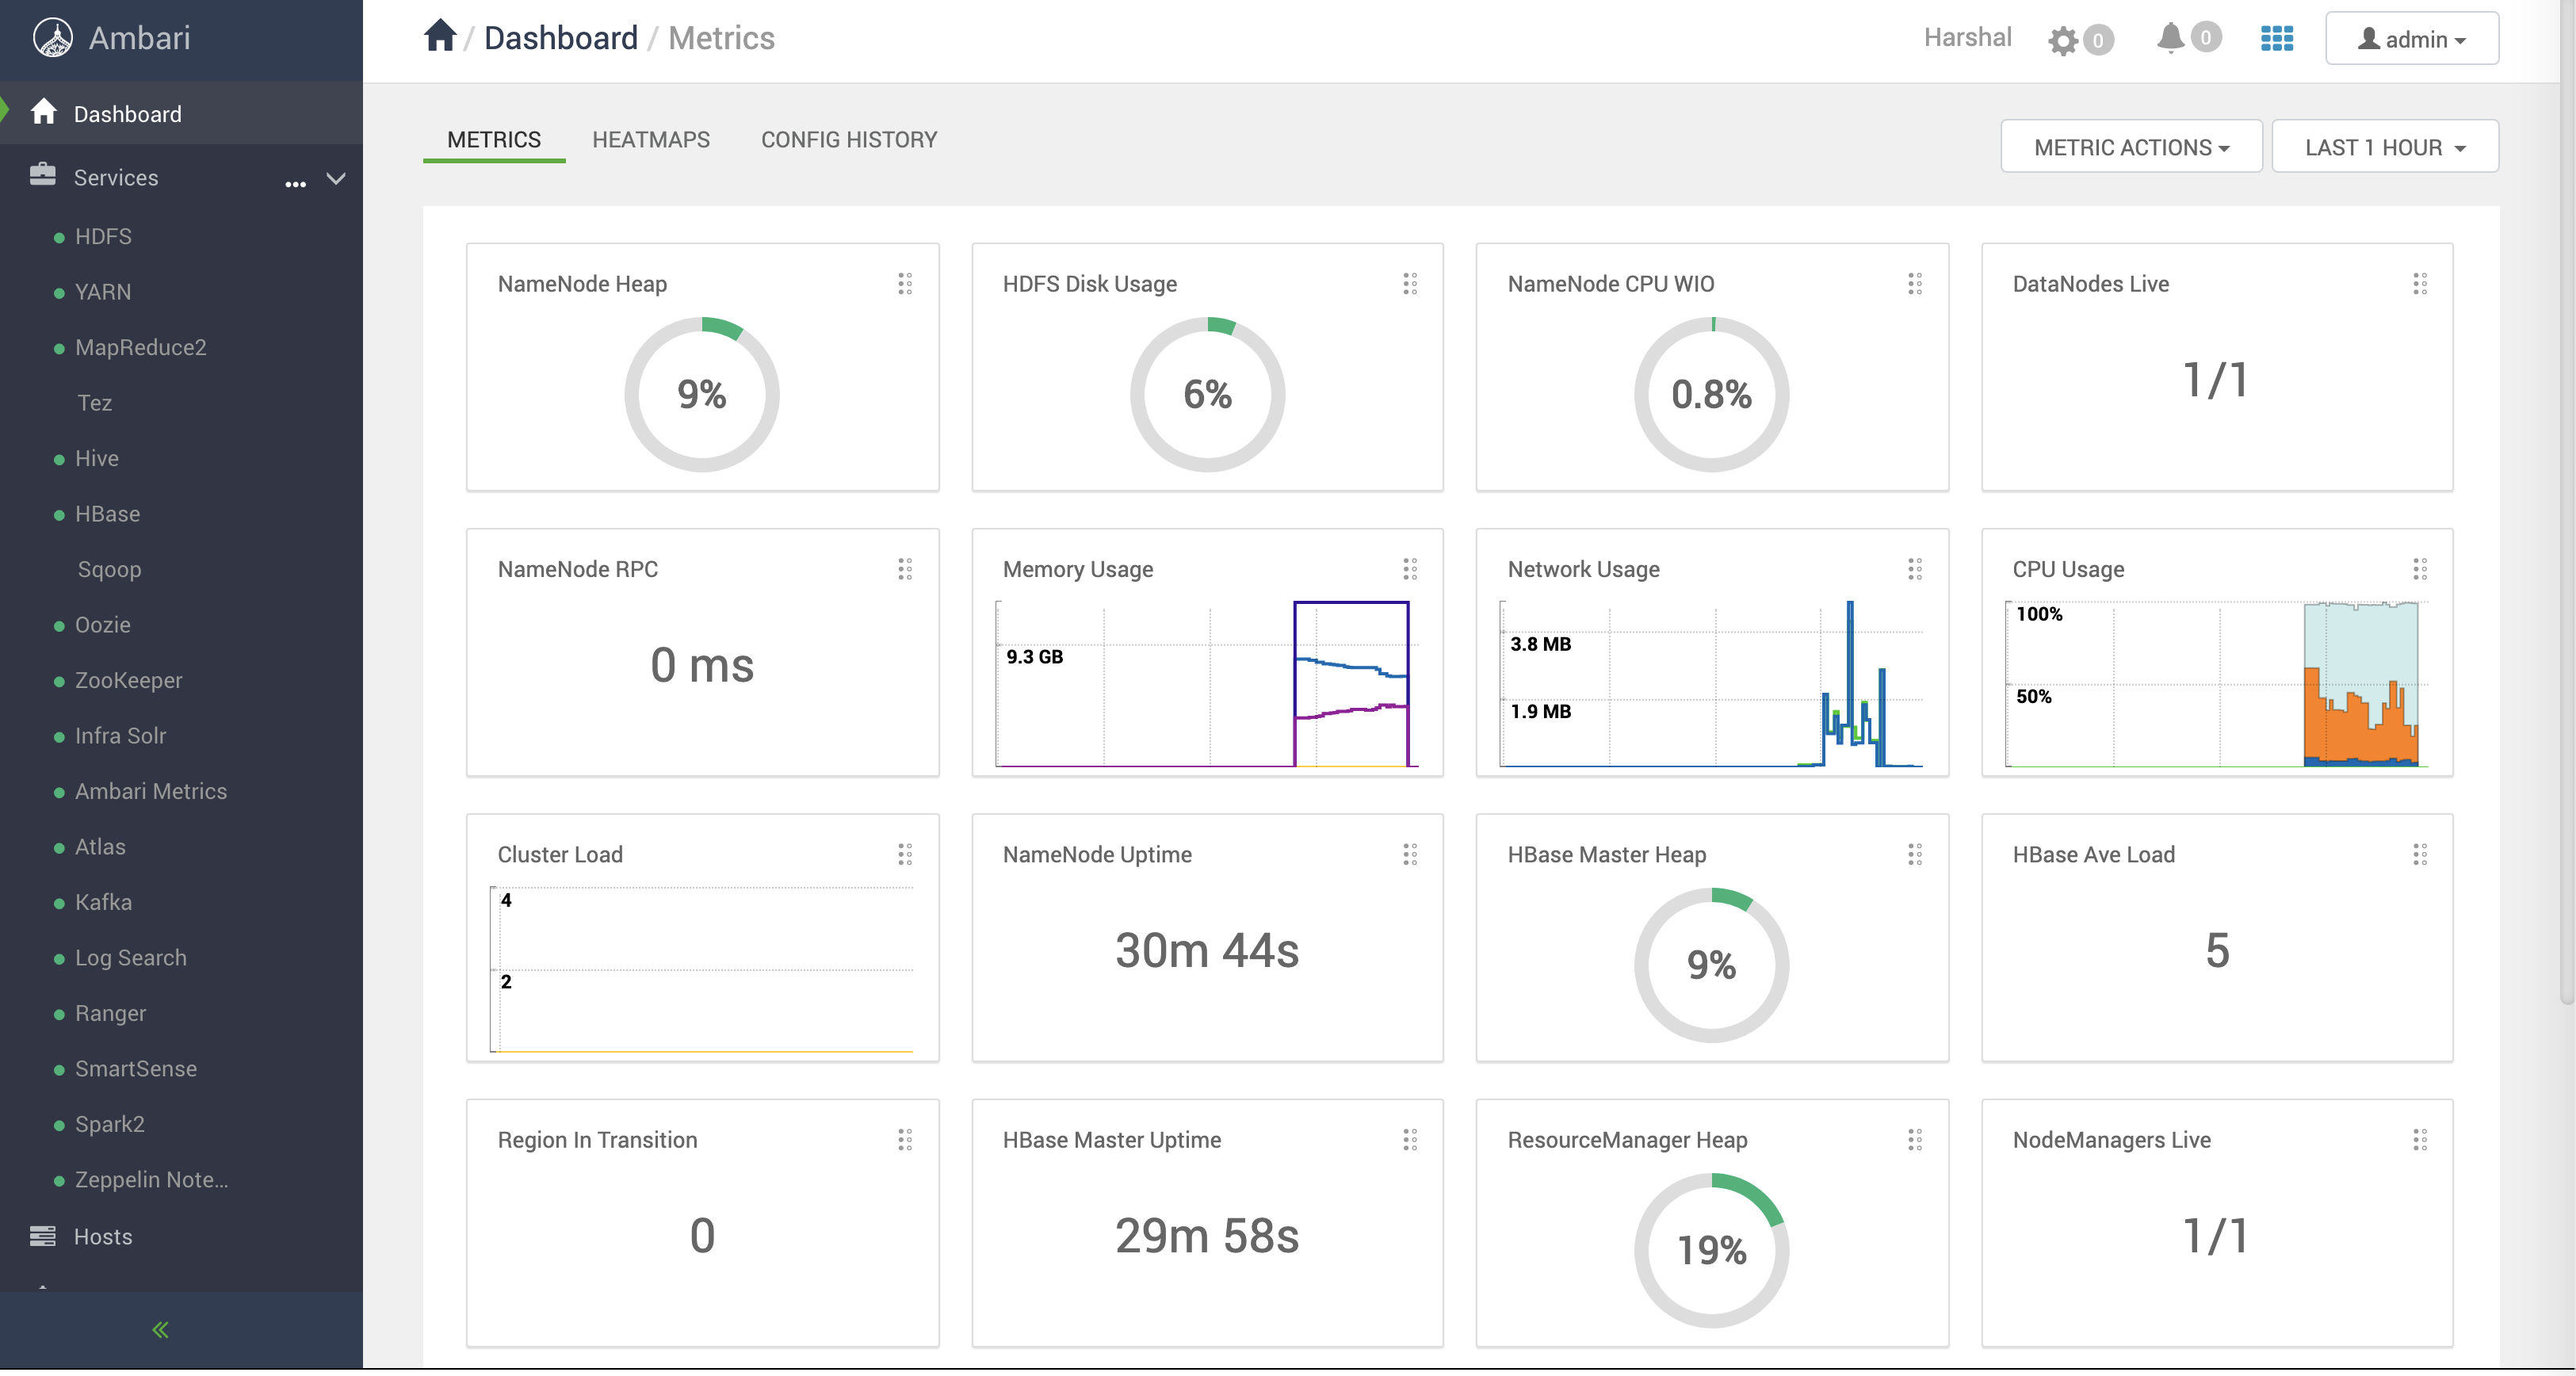 Ambari
Dashboard
Services
HDFS
YARN
MapReduce2
Tez
Hive
HBase
Sqoop
Oozie
ZooKeeper
Infra Solr
Ambari Metrics
Atlas
Kafka
Log Search
Ranger
SmartSense
Spark2
Zeppelin Note...
Hosts
/ Dashboard / Metrics
Harshal 0 0 admin
METRICS HEATMAPS CONFIG HISTORY
METRIC ACTIONS LAST 1 HOUR
NameNode Heap
9%
HDFS Disk Usage
6%
NameNode CPU WIO
0.8%
DataNodes Live
1/1
NameNode RPC
0 ms
Memory Usage
9.3 GB
Network Usage
3.8 MB
1.9 MB
CPU Usage
100%
50%
Cluster Load
4
2
NameNode Uptime
30m 44s
HBase Master Heap
9%
HBase Ave Load
5
Region In Transition
0
HBase Master Uptime
29m 58s
ResourceManager Heap
19%
NodeManagers Live
1/1